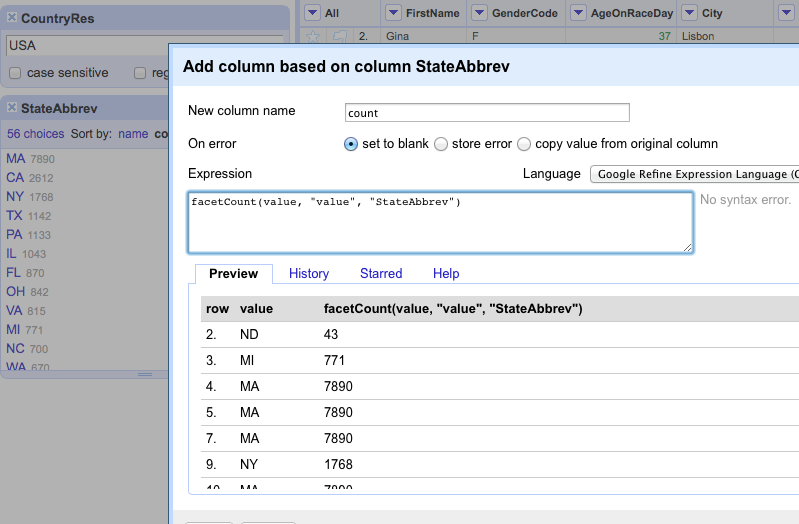 CountryRes
USA
case sensitive
StateAbbrev
56 choices Sort by: name
MA 7890
CA 2612
NY 1768
TX 1142
PA 1133
IL 1043
FL 870
OH 842
VA 815
MI 771
NC 700
WA 670
All FirstName GenderCode AgeOnRaceDay City
2. Gina F 37 Lisbon
Add column based on column StateAbbrev
New column name count
On error set to blank store error copy value from original column
Expression Language Google Refine Expression Language
facetCount(value, "value", "StateAbbrev")
No syntax error.
Preview History Starred Help
row value facetCount(value, "value", "StateAbbrev")
2. ND 43
3. MI 771
4. MA 7890
5. MA 7890
7. MA 7890
9. NY 1768
10. MA 7890